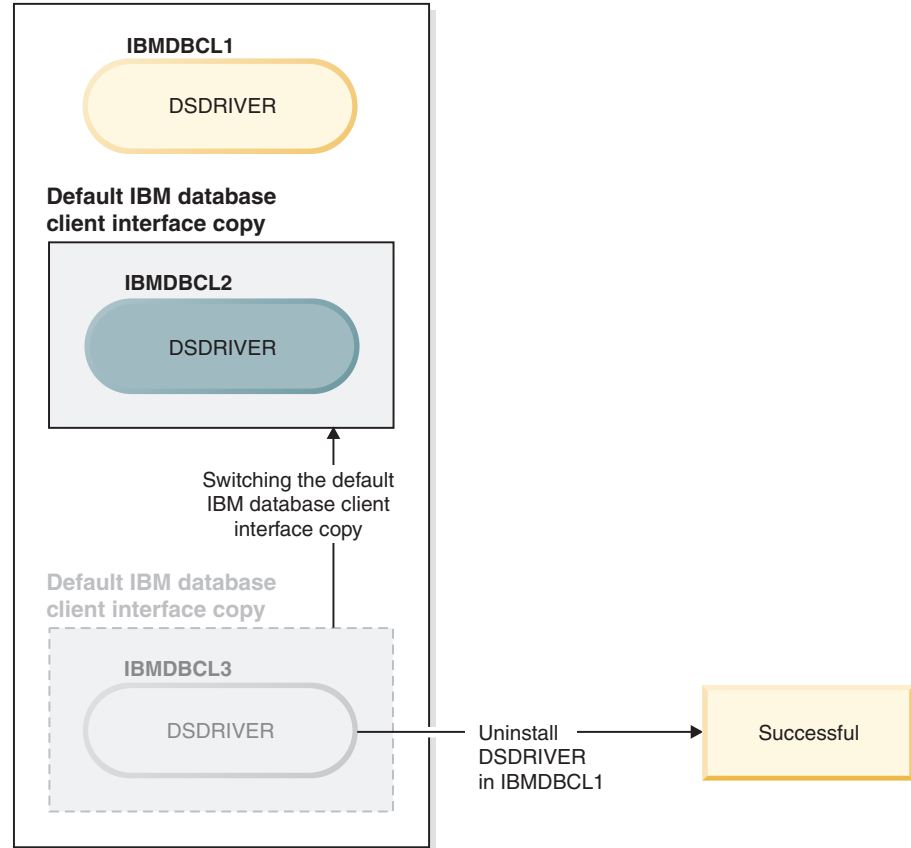 IBMDBCL1
DSDRIVER
Default IBM database
client interface copy
IBMDBCL2
DSDRIVER
Switching the default
IBM database client
interface copy
Default IBM database
client interface copy
IBMDBCL3
DSDRIVER
Uninstall
DSDRIVER
in IBMDBCL1
Successful